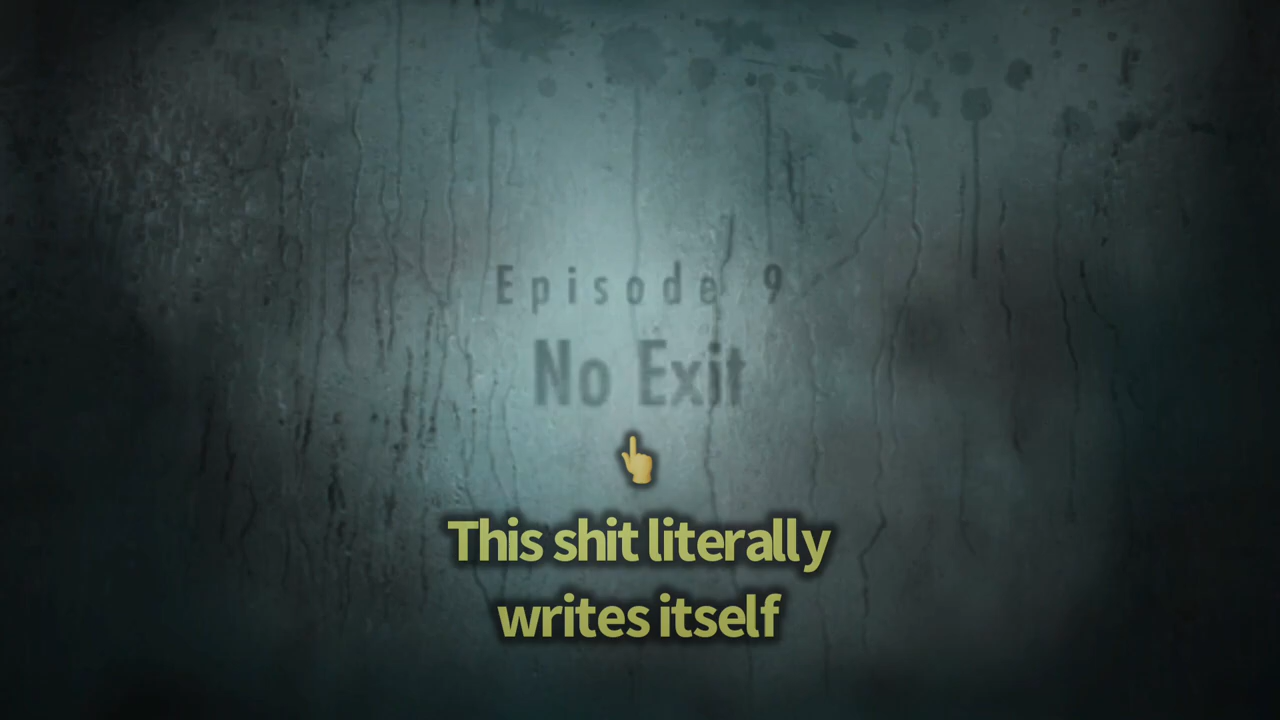 Episode 9
No Exit
👆
This shit literally
writes itself